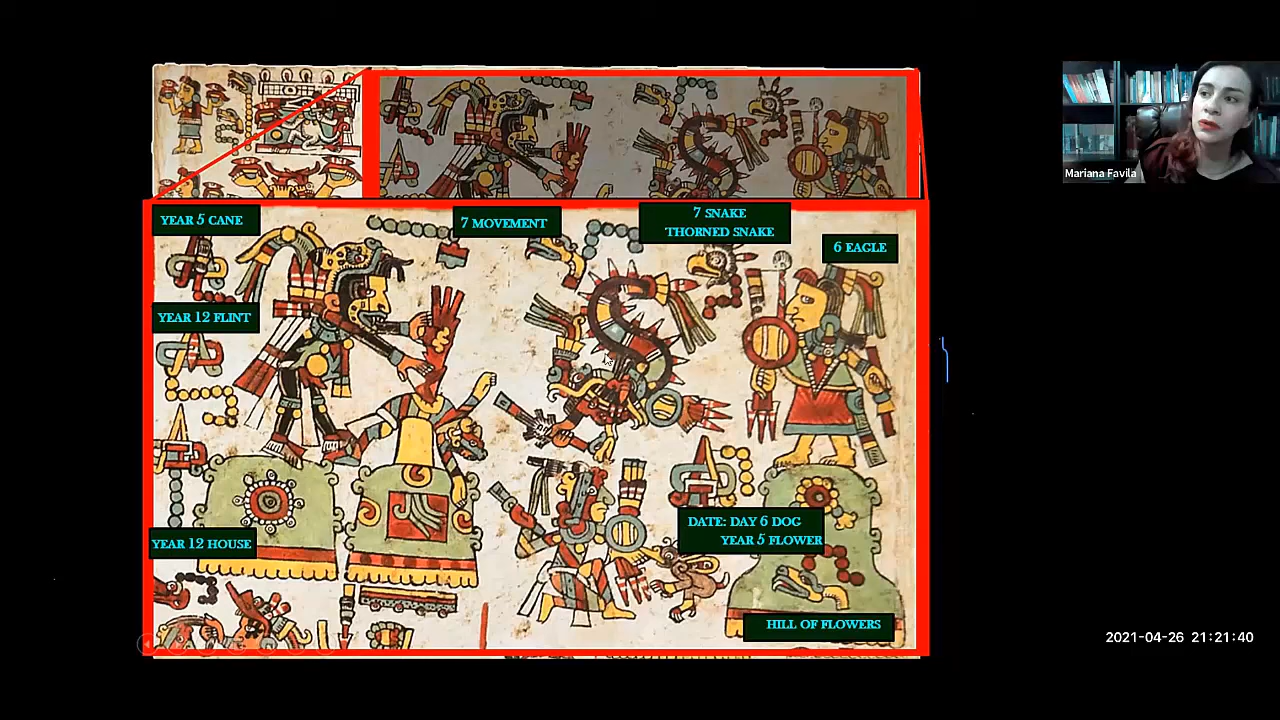 Mariana Favila
YEAR 5 CANE
7 MOVEMENT
7 SNAKE
THORNED SNAKE
6 EAGLE
YEAR 12 FLINT
DATE: DAY 6 DOG
YEAR 5 FLOWER
YEAR 12 HOUSE
HILL OF FLOWERS
2021-04-26 21:21:40